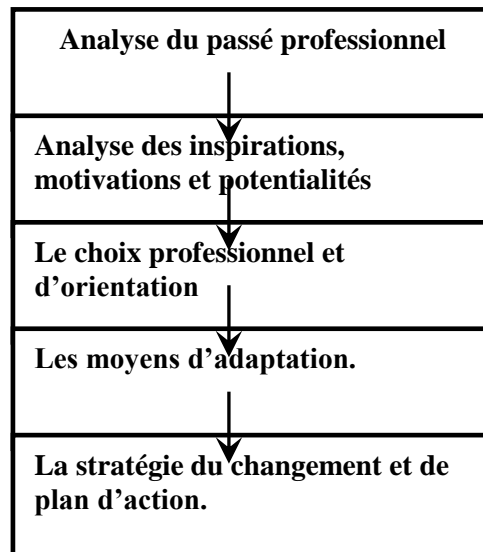 Analyse du passé professionnel
Analyse des inspirations,
motivations et potentialités
Le choix professionnel et
d’orientation
Les moyens d’adaptation.
La stratégie du changement et de
plan d’action.